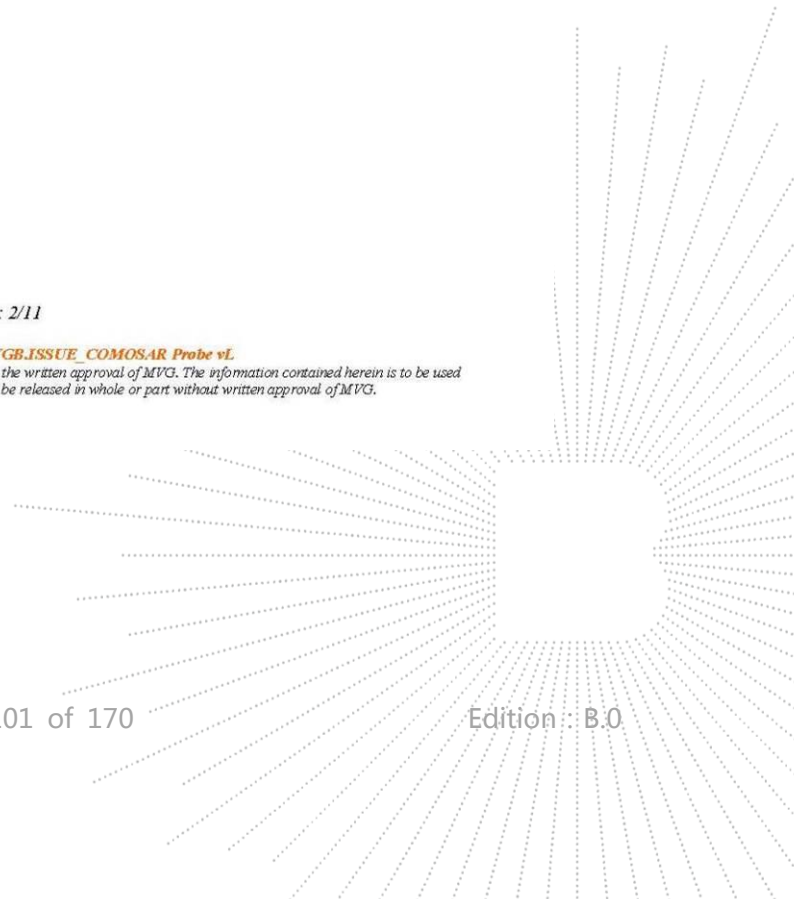 : 2/11
GB.ISSUE_COMOSAR Probe vL
the written approval of MVG. The information contained herein is to be used
be released in whole or part without written approval of MVG.
01 of 170
Edition : B.0